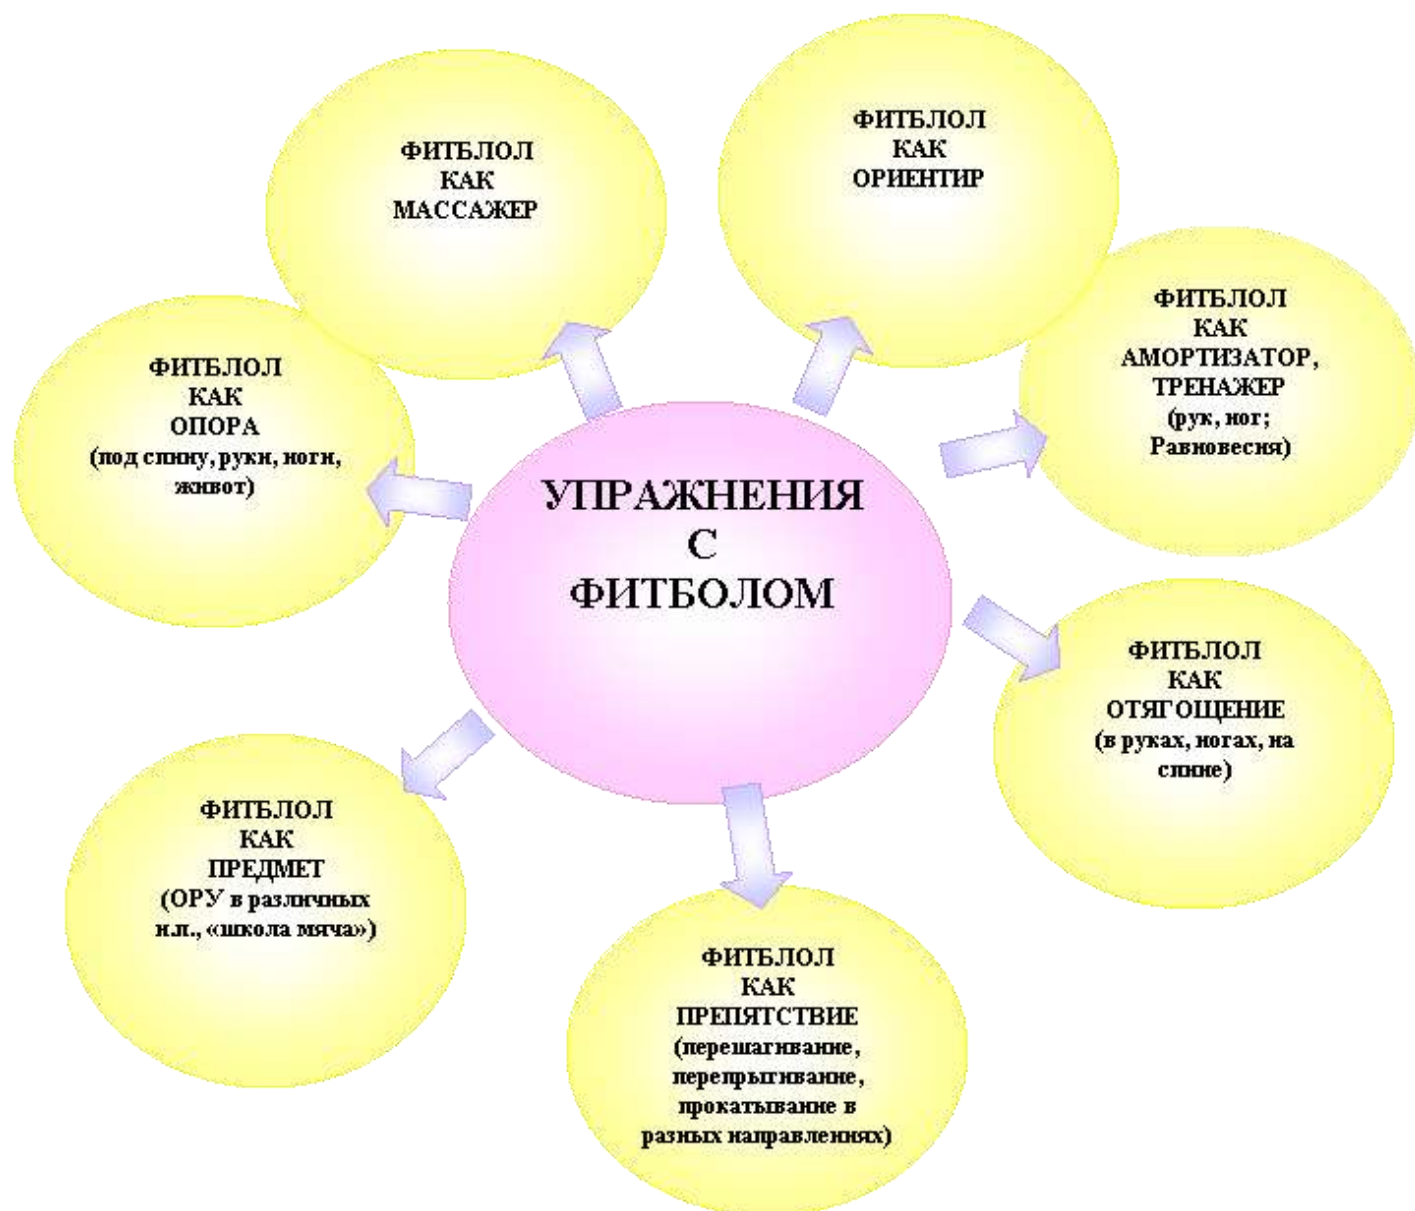 ФИТБЛОЛ
КАК
МАССАЖЕР
ФИТБЛОЛ
КАК
ОРИЕНТИР
ФИТБЛОЛ
КАК
АМОРТИЗАТОР,
ТРЕНАЖЕР
(рук, ног;
Равновесия)
ФИТБЛОЛ
КАК
ОПОРА
(под спину, руки, ноги,
живот)
УПРАЖНЕНИЯ
С
ФИТБОЛОМ
ФИТБЛОЛ
КАК
ОТЯГОЩЕНИЕ
(в руках, ногах, на
спине)
ФИТБЛОЛ
КАК
ПРЕДМЕТ
(ОРУ в различных
и.п., «школа мяча»)
ФИТБЛОЛ
КАК
ПРЕПЯТСТВИЕ
(перешагивание,
перепрыгивание,
прокатывание в
разных направлениях)